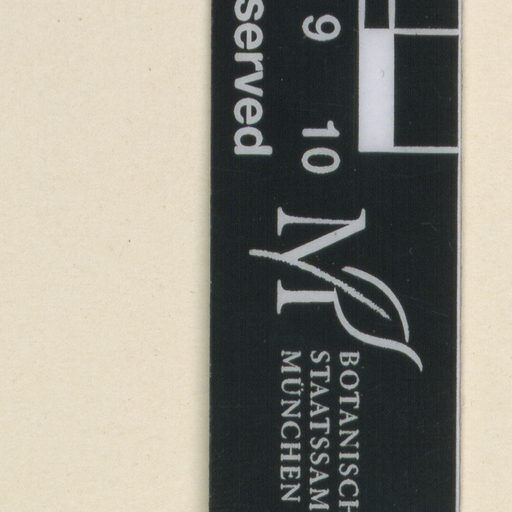 served
9 10
BOTANISCH
STAATSSAM
MÜNCHEN